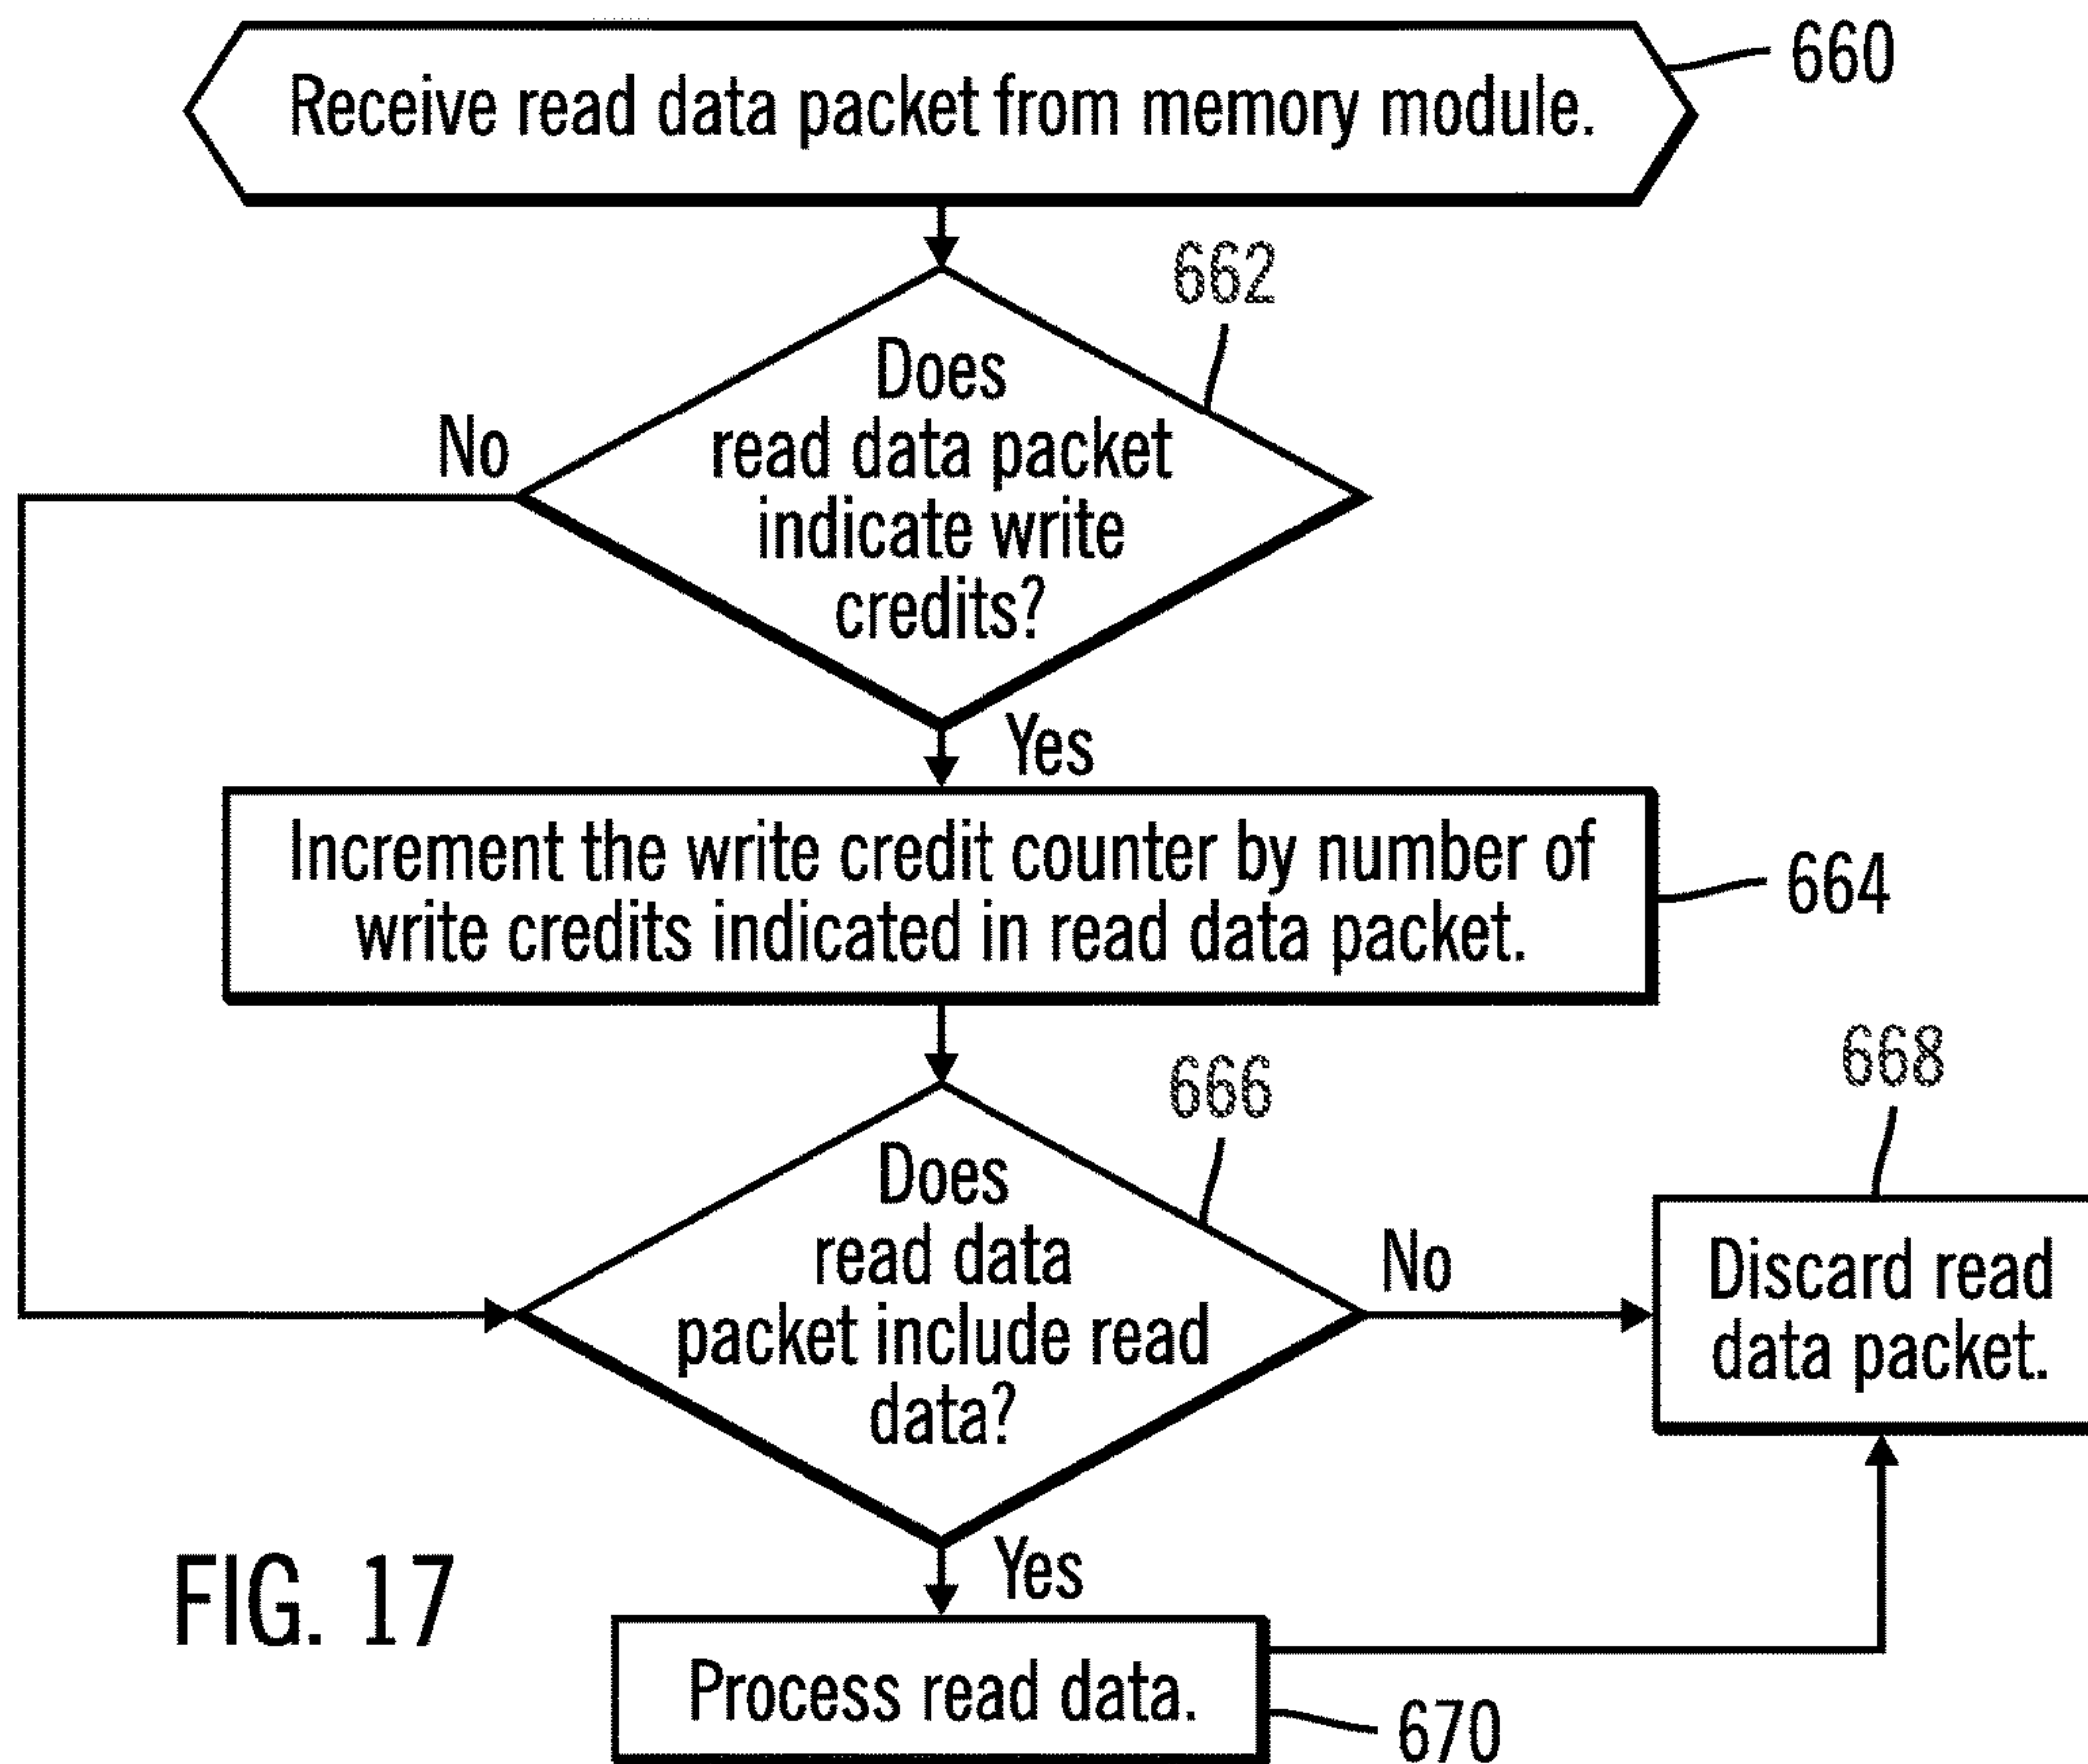 660
Receive read data packet from memory module.
662
Does
read data packet
indicate write
credits?
No
Yes
Increment the write credit counter by number of
write credits indicated in read data packet.
664
666
668
Does
read data
packet include read
data?
No
Discard read
data packet.
Yes
FIG. 17
Process read data.
670